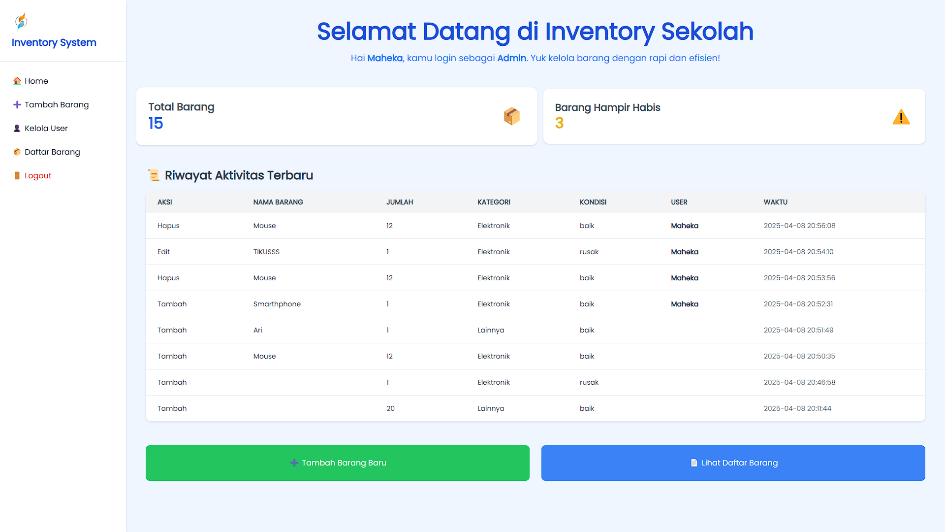 Inventory System
Home
Tambah Barang
Kelola User
Daftar Barang
Logout
Selamat Datang di Inventory Sekolah
Hai Maheka, kamu login sebagai Admin. Yuk kelola barang dengan rapi dan efisien!
Total Barang
15
Barang Hampir Habis
3
Riwayat Aktivitas Terbaru
AKSI NAMA BARANG JUMLAH KATEGORI KONDISI USER WAKTU
Hapus Mouse 12 Elektronik baik Maheka 2025-04-08 20:56:08
Edit TIKUSSS 1 Elektronik rusak Maheka 2025-04-08 20:54:10
Hapus Mouse 12 Elektronik baik Maheka 2025-04-08 20:53:56
Tambah Smarthphone 1 Elektronik baik Maheka 2025-04-08 20:52:31
Tambah Ari 1 Lainnya baik 2025-04-08 20:51:49
Tambah Mouse 12 Elektronik baik 2025-04-08 20:50:35
Tambah 1 Elektronik rusak 2025-04-08 20:46:58
Tambah 20 Lainnya baik 2025-04-08 20:11:44
Tambah Barang Baru
Lihat Daftar Barang